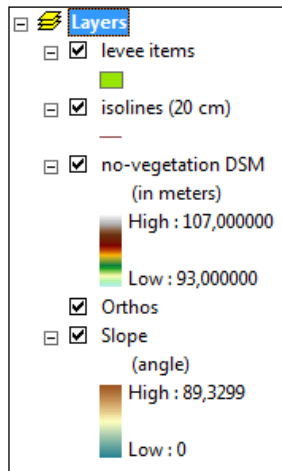 Layers
levee items
isolines (20 cm)
no-vegetation DSM
(in meters)
High : 107,000000
Low : 93,000000
Orthos
Slope
(angle)
High : 89,3299
Low : 0